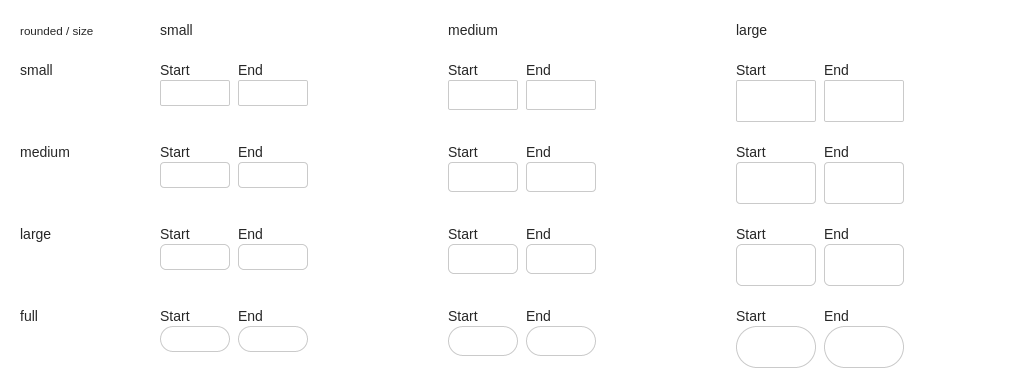 rounded / size small medium large
small Start End Start End Start End
medium Start End Start End Start End
large Start End Start End Start End
full Start End Start End Start End